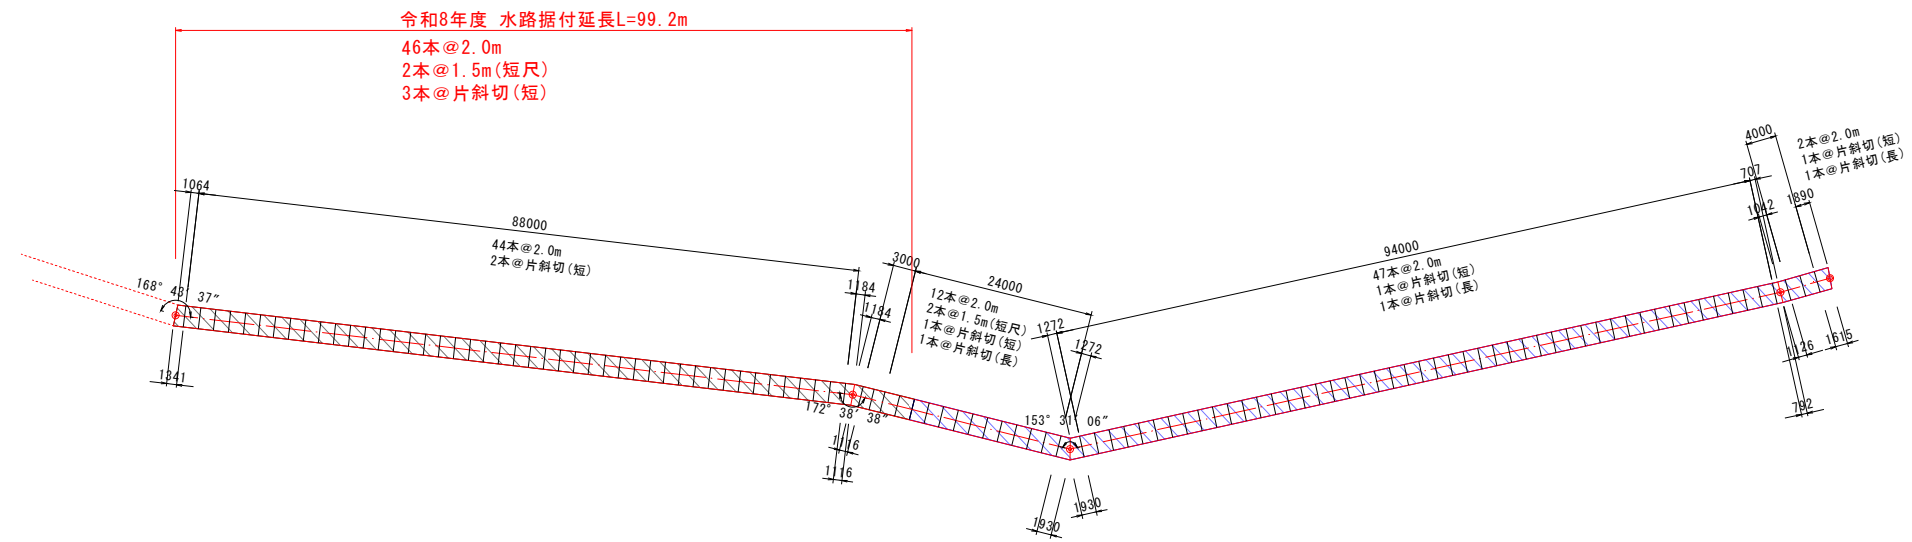 令和8年度 水路据付延長L=99.2m
46本@2.0m
2本@1.5m(短尺)
3本@片斜切(短)
1064
88000
44本@2.0m
2本@片斜切(短)
168° 43′ 37″
1341
1184
1184
3000
24000
12本@2.0m
2本@1.5m(短尺)
1本@片斜切(短)
1本@片斜切(長)
172° 38′ 38″
1116
1116
1272
1272
153° 31′ 06″
1930
1930
94000
47本@2.0m
1本@片斜切(短)
1本@片斜切(長)
707
1042
4000
1890
2本@2.0m
1本@片斜切(短)
1本@片斜切(長)
1126
1615
792